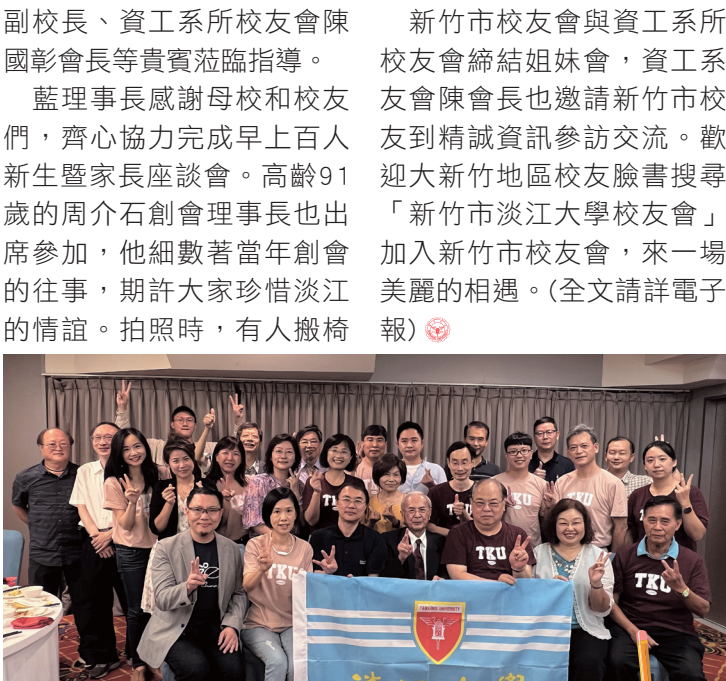 副校長、資工系所校友會陳
國彰會長等貴賓蒞臨指導。
藍理事長感謝母校和校友
們，齊心協力完成早上百人
新生暨家長座談會。高齡91
歲的周介石創會理事長也出
席參加，他細數著當年創會
的往事，期許大家珍惜淡江
的情誼。拍照時，有人搬椅
新竹市校友會與資工系所
校友會締結姐妹會，資工系
友會陳會長也邀請新竹市校
友到精誠資訊參訪交流。歡
迎大新竹地區校友臉書搜尋
「新竹市淡江大學校友會」
加入新竹市校友會，來一場
美麗的相遇。(全文請詳電子
報)
TKU
TKU
TKU
TKU
TKU
TKU
TAMKANG UNIVERSITY